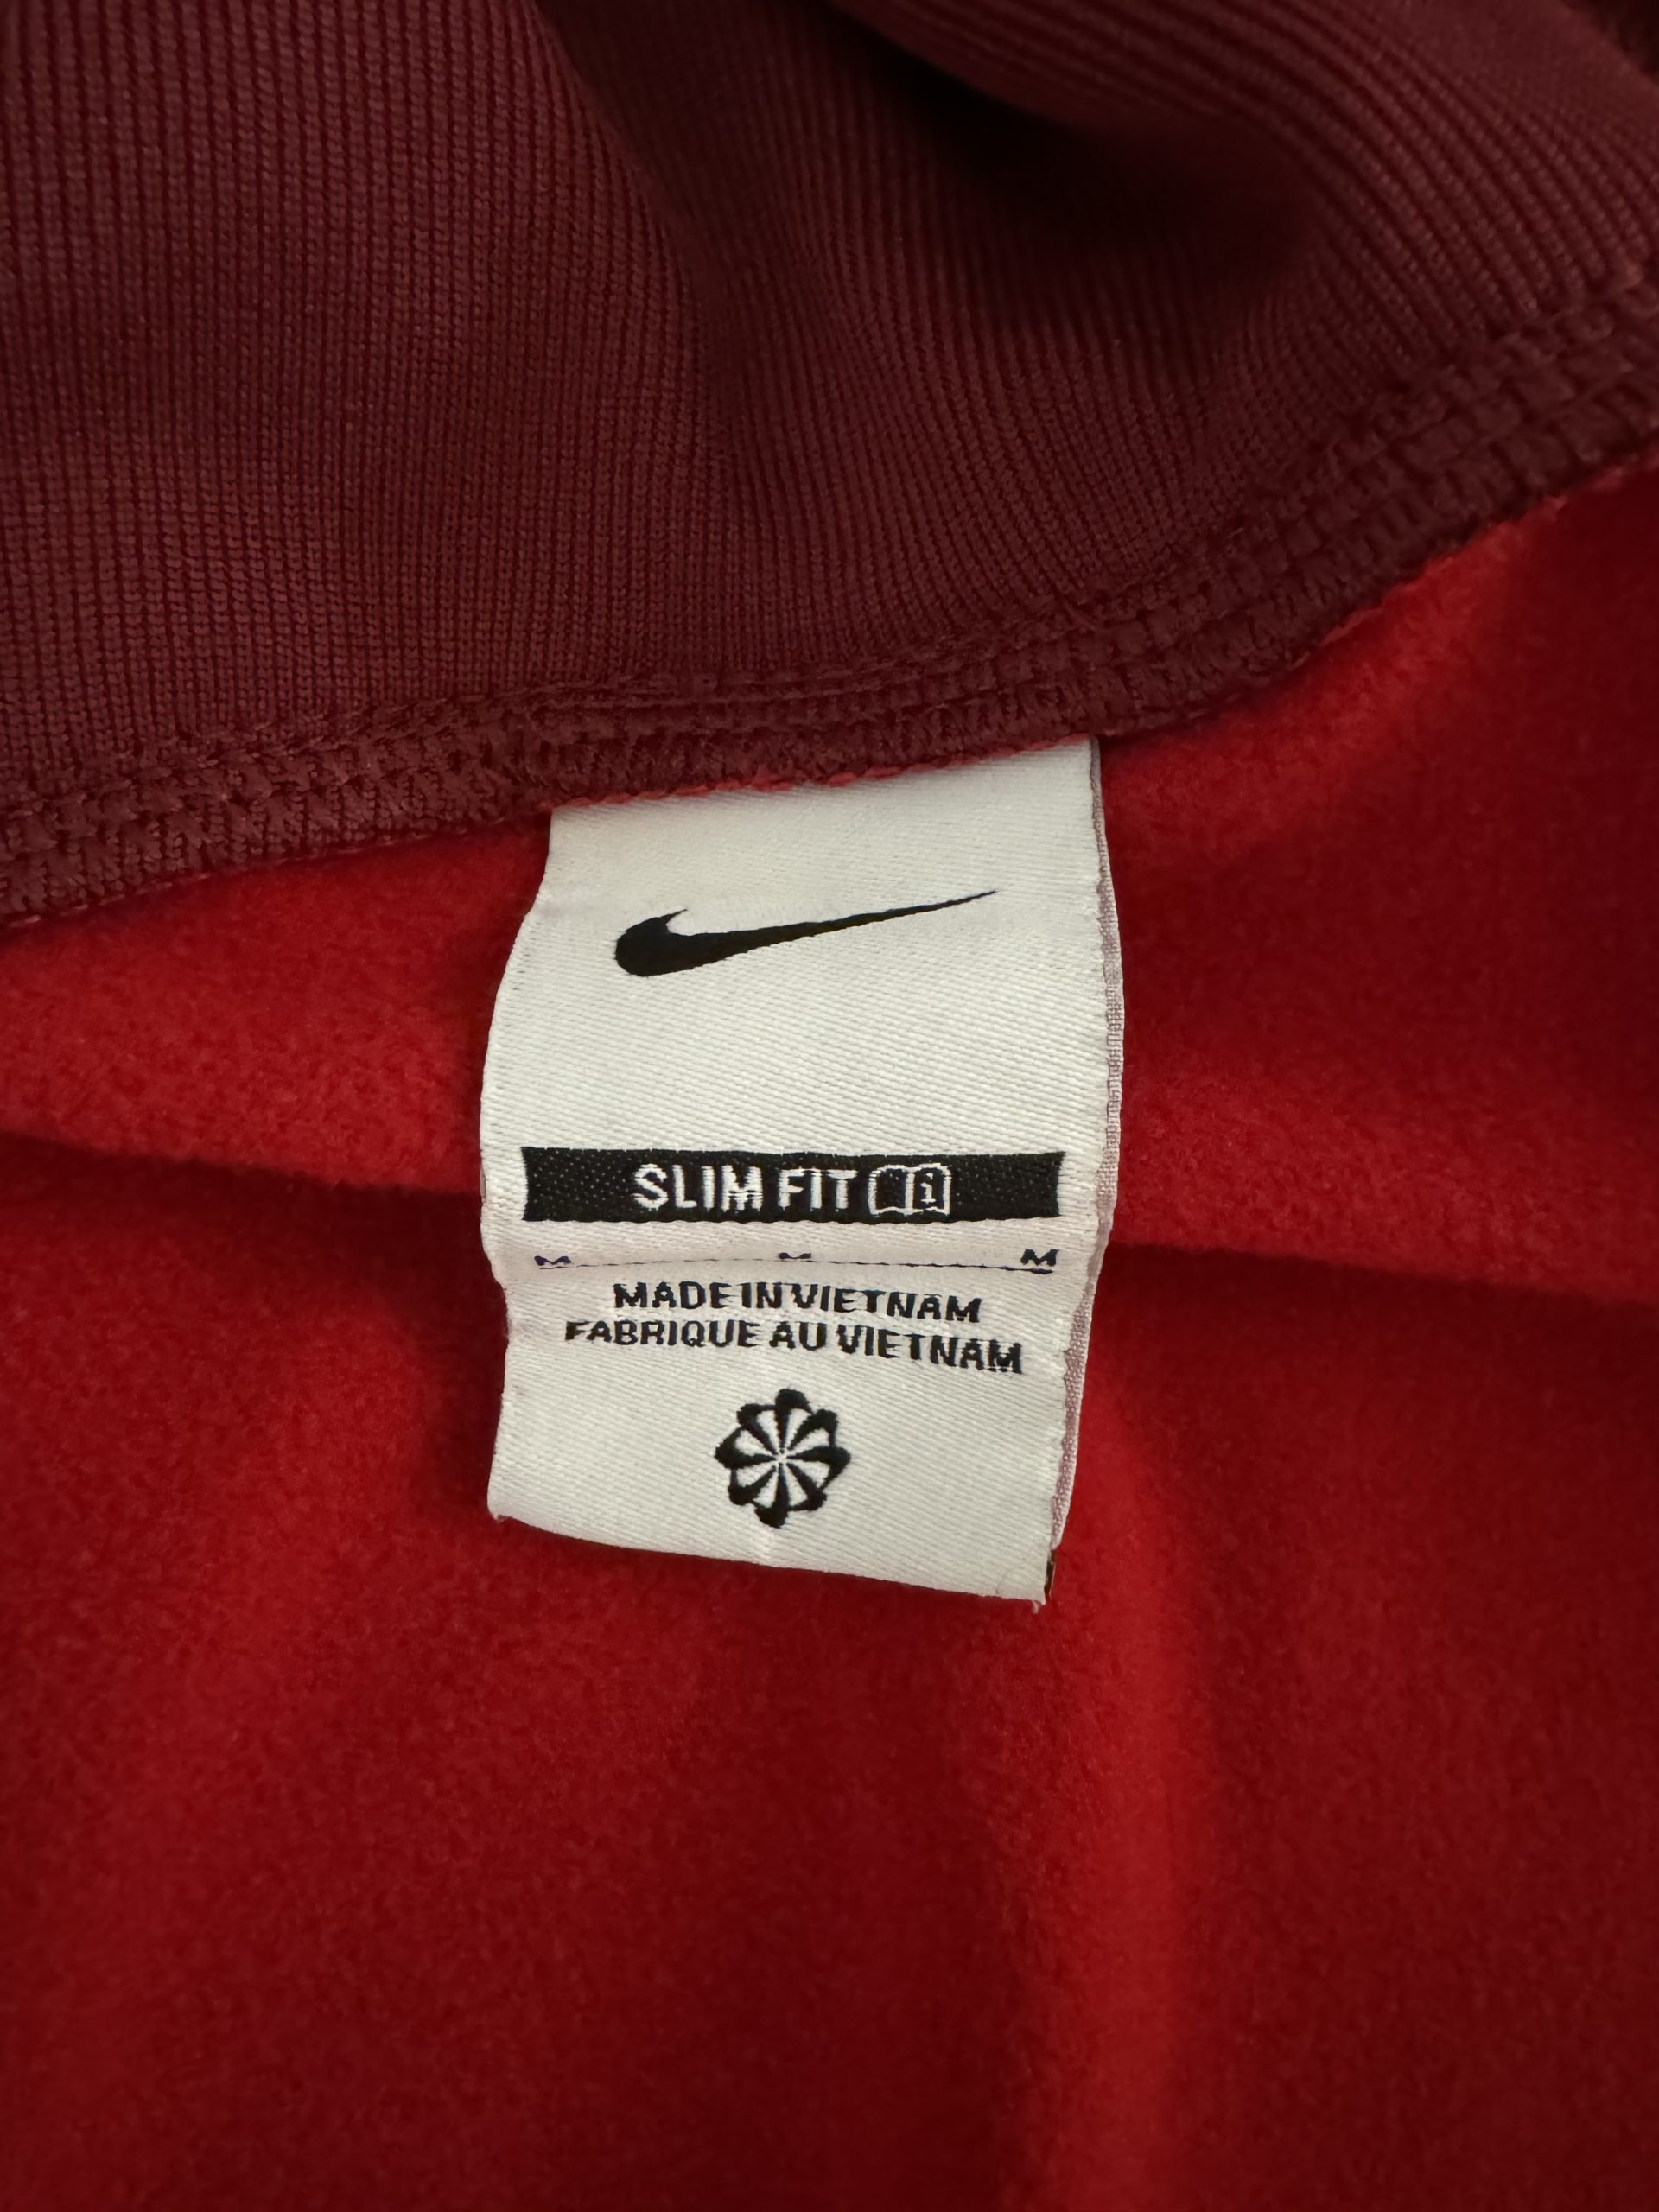 SLIM FIT
M M M
MADE IN VIETNAM
FABRIQUE AU VIETNAM